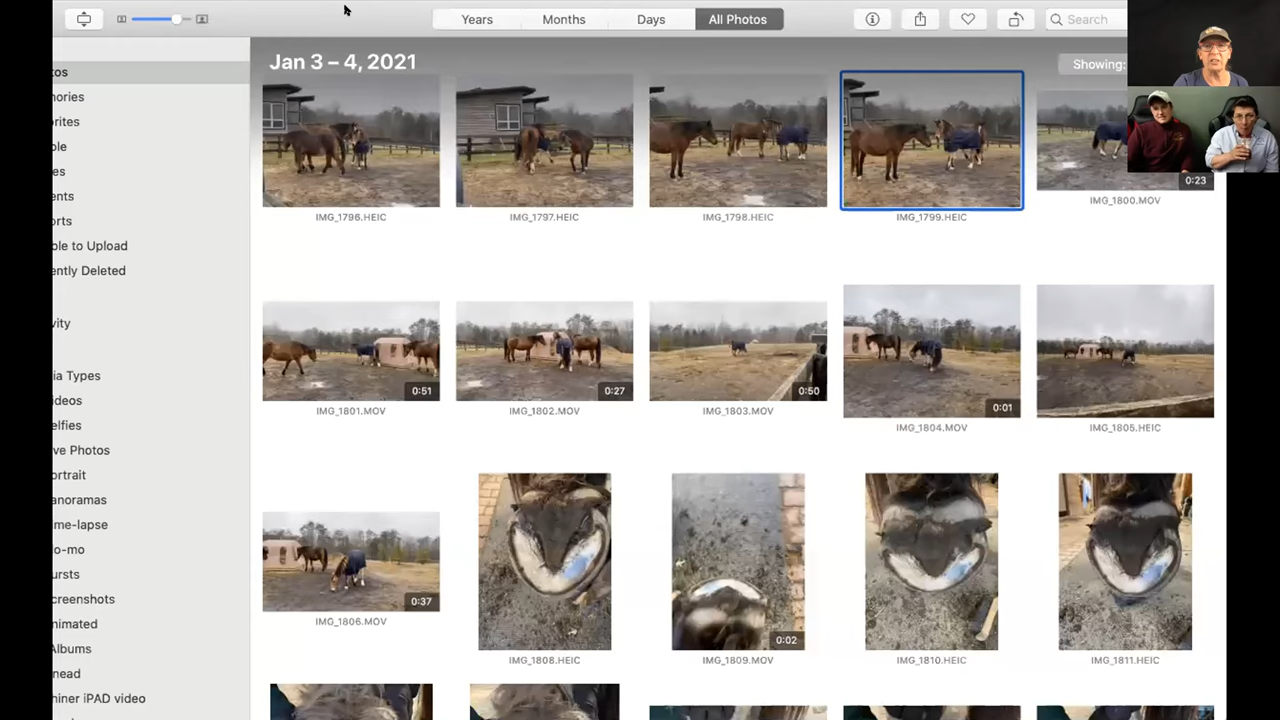 Years Months Days All Photos Search
Jan 3 – 4, 2021
Showing:
0:23
IMG_1796.HEIC IMG_1797.HEIC IMG_1798.HEIC IMG_1799.HEIC IMG_1800.MOV
0:51 0:27 0:50 0:01
IMG_1801.MOV IMG_1802.MOV IMG_1803.MOV IMG_1804.MOV IMG_1805.HEIC
0:37 0:02
IMG_1806.MOV IMG_1808.HEIC IMG_1809.MOV IMG_1810.HEIC IMG_1811.HEIC
tos
mories
orites
ple
es
ents
orts
ble to Upload
ently Deleted
vity
ia Types
ideos
elfies
ve Photos
ortrait
anoramas
me-lapse
o-mo
ursts
creenshots
nimated
Albums
nead
hiner iPAD video